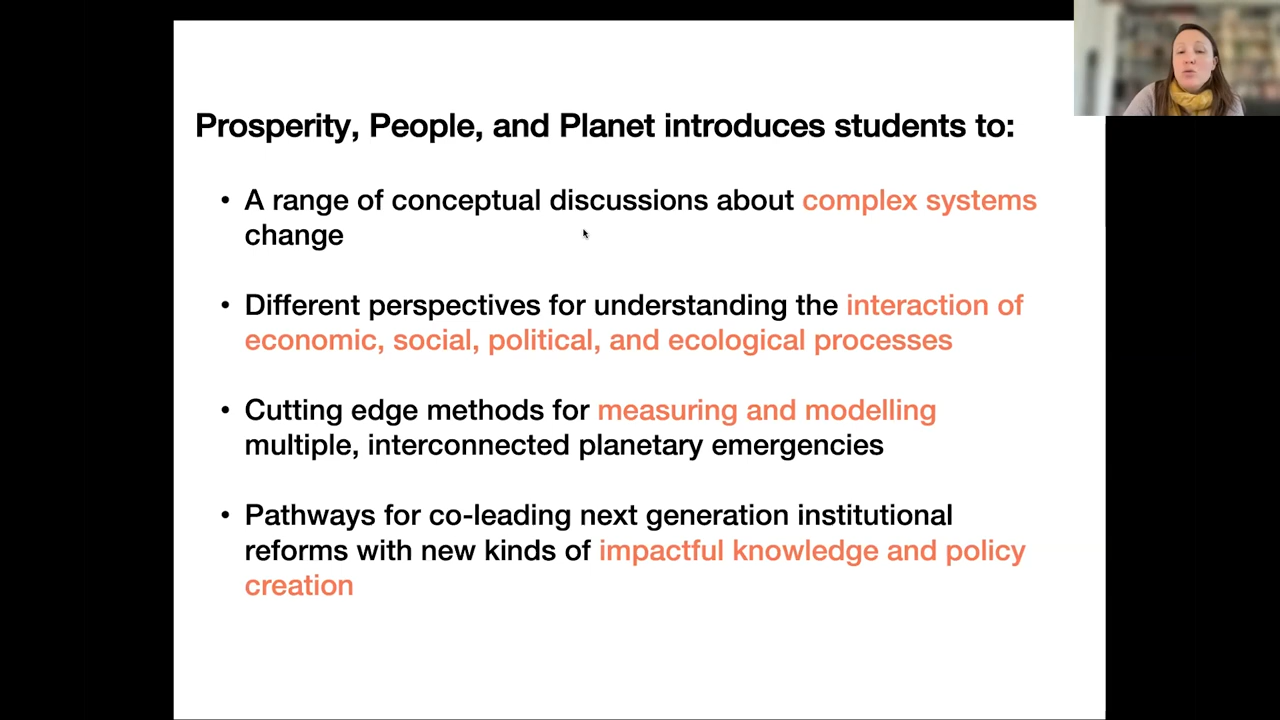 Prosperity, People, and Planet introduces students to:
• A range of conceptual discussions about complex systems
change
• Different perspectives for understanding the interaction of
economic, social, political, and ecological processes
• Cutting edge methods for measuring and modelling
multiple, interconnected planetary emergencies
• Pathways for co-leading next generation institutional
reforms with new kinds of impactful knowledge and policy
creation